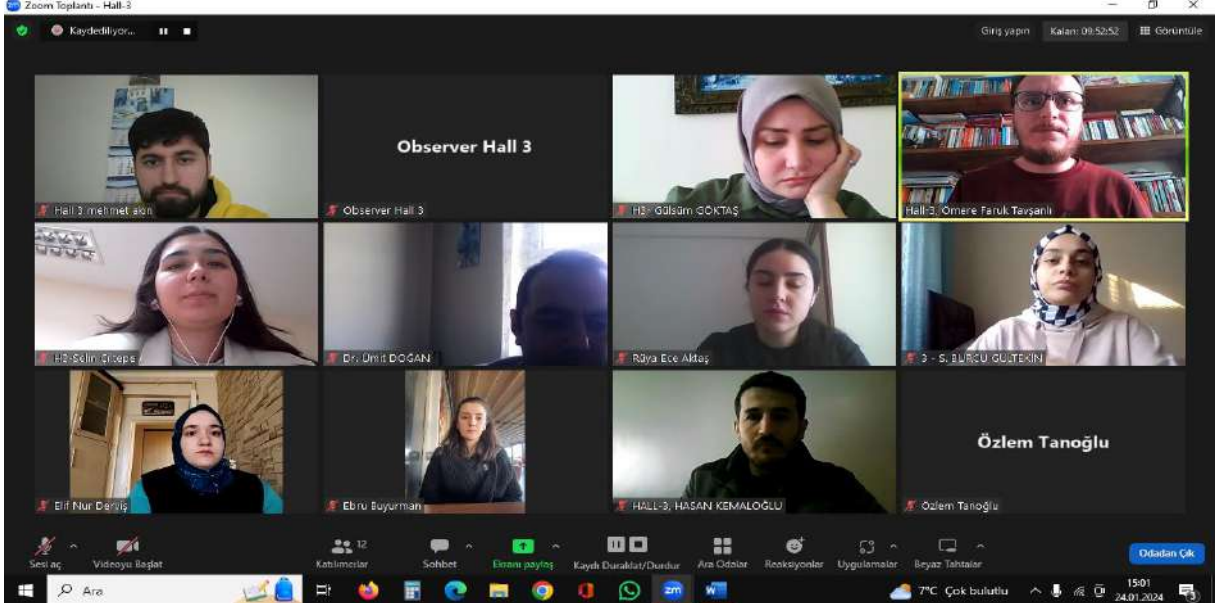 Zoom Toplantı - Hall-3
Kaydediliyor...
Giriş yapın
Kalan: 09:52:52
Görüntüle
Hall 3 mehmet akın
Observer Hall 3
Observer Hall 3
H3- Gülsüm GÖKTAŞ
Hall-3, Ömere Faruk Tavşanlı
H3-Selin
Dr. Ümit DOĞAN
Rüya Ece Aktaş
3 - S. BURCU GÜLTEKİN
Elif Nur Derviş
Ebru Buyurman
HALL-3, HASAN KEMALOĞLU
Özlem Tanoğlu
Özlem Tanoğlu
Sesi aç
Videoyu Başlat
12
Katılımcılar
Sohbet
Ekranı paylaş
Kaydı Duraklat/Durdur
Ara Odalar
Reaksiyonlar
Uygulamalar
Beyaz Tahtalar
Odadan Çık
Ara
zm
7°C Çok bulutlu
15:01
24.01.2024
3